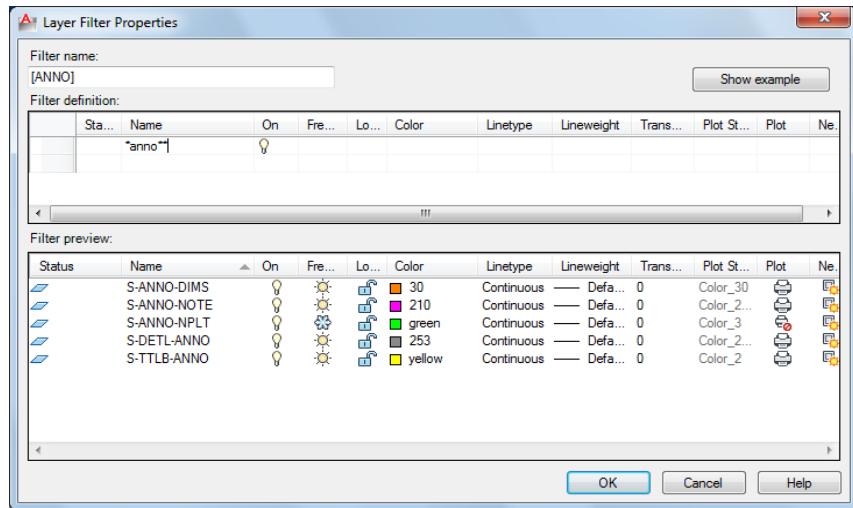 Layer Filter Properties
Filter name:
[ANNO]
Show example
Filter definition:
Sta... Name On Fre... Lo... Color Linetype Lineweight Trans... Plot St... Plot Ne.
*anno**
Filter preview:
Status Name On Fre... Lo... Color Linetype Lineweight Trans... Plot St... Plot Ne.
S-ANNO-DIMS 30 Continuous Defa... 0 Color_30
S-ANNO-NOTE 210 Continuous Defa... 0 Color_2...
S-ANNO-NPLT green Continuous Defa... 0 Color_3
S-DETL-ANNO 253 Continuous Defa... 0 Color_2...
S-TTLB-ANNO yellow Continuous Defa... 0 Color_2
OK Cancel Help